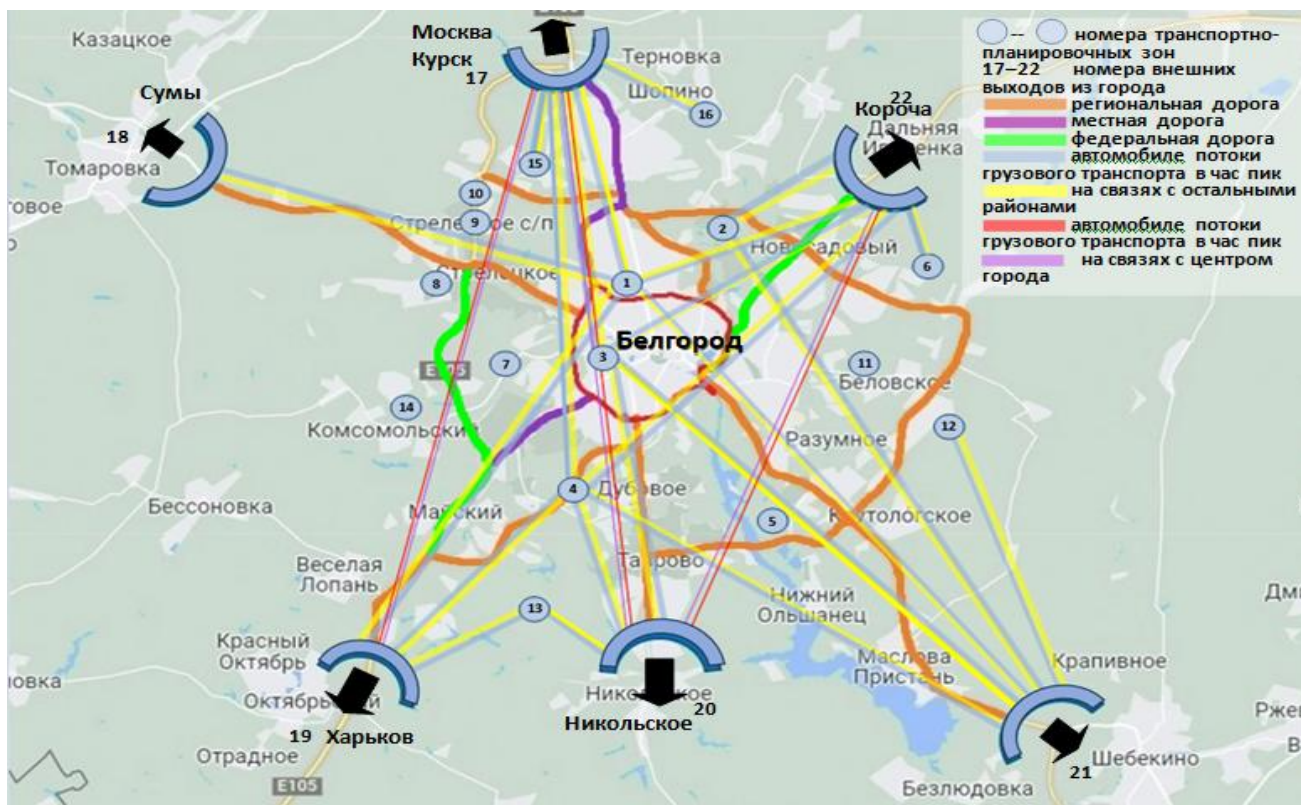 Казацкое
Москва
Курск
17
Терновка
Шопино
16
Сумы
18
Томаровка
22
Короча
Дальняя
15
10
9
Стрелецкое с/п
2
Новосадовый
6
8
Стрелецкое
1
Белгород
3
7
E105
11
Беловское
14
Комсомольский
12
Разумное
Бессоновка
4
Дубовое
Майский
5
Крутологское
Таврово
Веселая
Лопань
Нижний
Ольшанец
13
Красный
Октябрь
Октябрьский
Маслова
Пристань
Крапивное
Никольское
20
Никольское
19 Харьков
Отрадное
E105
21
Шебекино
Безлюдовка
-- номера транспортно-
планировочных зон
17–22 номера внешних
выходов из города
региональная дорога
местная дорога
федеральная дорога
автомобиле потоки
грузового транспорта в час пик
на связях с остальными
районами
автомобиле потоки
грузового транспорта в час пик
на связях с центром
города